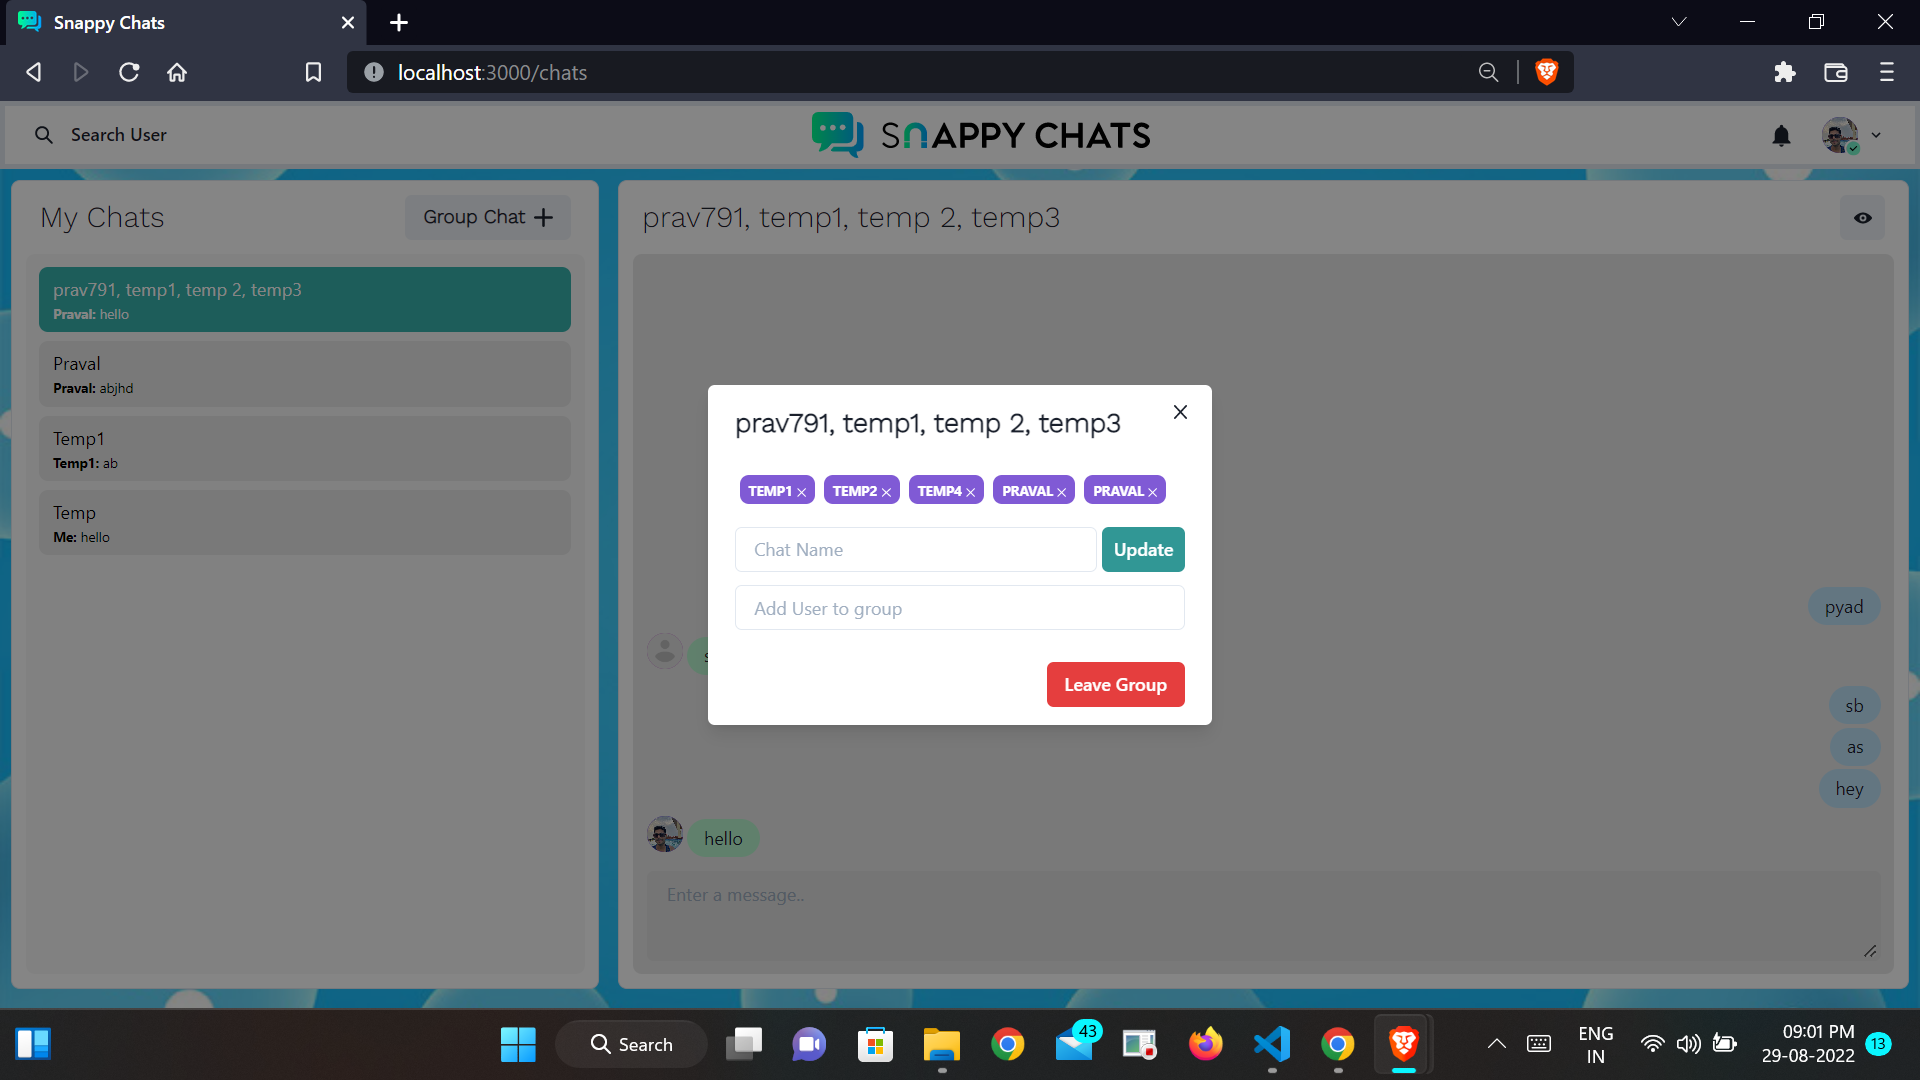 Snappy Chats
localhost:3000/chats
Search User
SnAPPY CHATS
My Chats
Group Chat
prav791, temp1, temp 2, temp3
Praval: hello
Praval
Praval: abjhd
Temp1
Temp1: ab
Temp
Me: hello
prav791, temp1, temp 2, temp3
pyad
sb
as
hey
hello
Enter a message..
prav791, temp1, temp 2, temp3
TEMP1 TEMP2 TEMP4 PRAVAL PRAVAL
Chat Name
Update
Add User to group
Leave Group
Search
43
ENG
IN
09:01 PM
29-08-2022
13